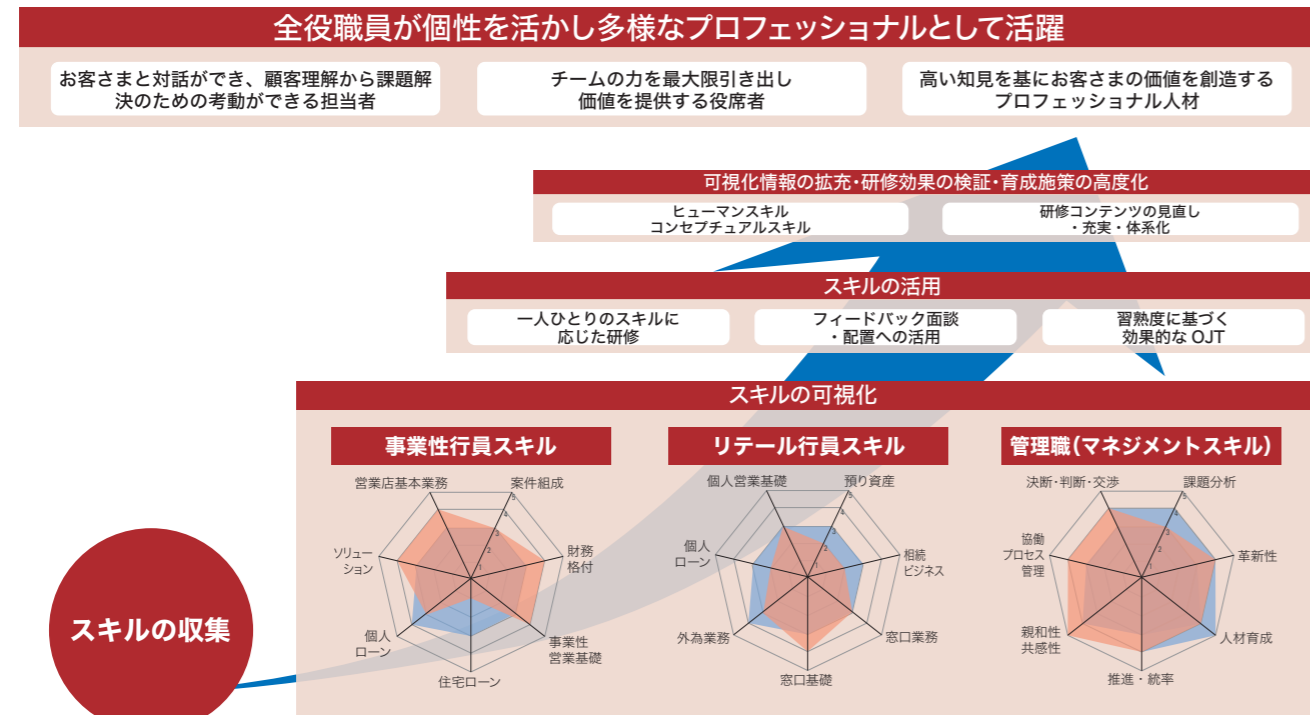 全役職員が個性を活かし多様なプロフェッショナルとして活躍
お客さまと対話ができ、顧客理解から課題解
決のための考動ができる担当者
チームの力を最大限引き出し
価値を提供する役席者
高い知見を基にお客さまの価値を創造する
プロフェッショナル人材
可視化情報の拡充・研修効果の検証・育成施策の高度化
ヒューマンスキル
コンセプチュアルスキル
研修コンテンツの見直し
・充実・体系化
スキルの活用
一人ひとりのスキルに
応じた研修
フィードバック面談
・配置への活用
習熟度に基づく
効果的な OJT
スキルの可視化
事業性行員スキル
営業店基本業務
案件組成
財務
格付
事業性
営業基礎
住宅ローン
個人
ローン
ソリュー
ション
5
4
3
2
1
リテール行員スキル
個人営業基礎
預り資産
相続
ビジネス
窓口業務
窓口基礎
外為業務
個人
ローン
5
4
3
2
1
管理職(マネジメントスキル)
決断・判断・交渉
課題分析
革新性
人材育成
推進・統率
親和性
共感性
協働
プロセス
管理
5
4
3
2
1
スキルの収集